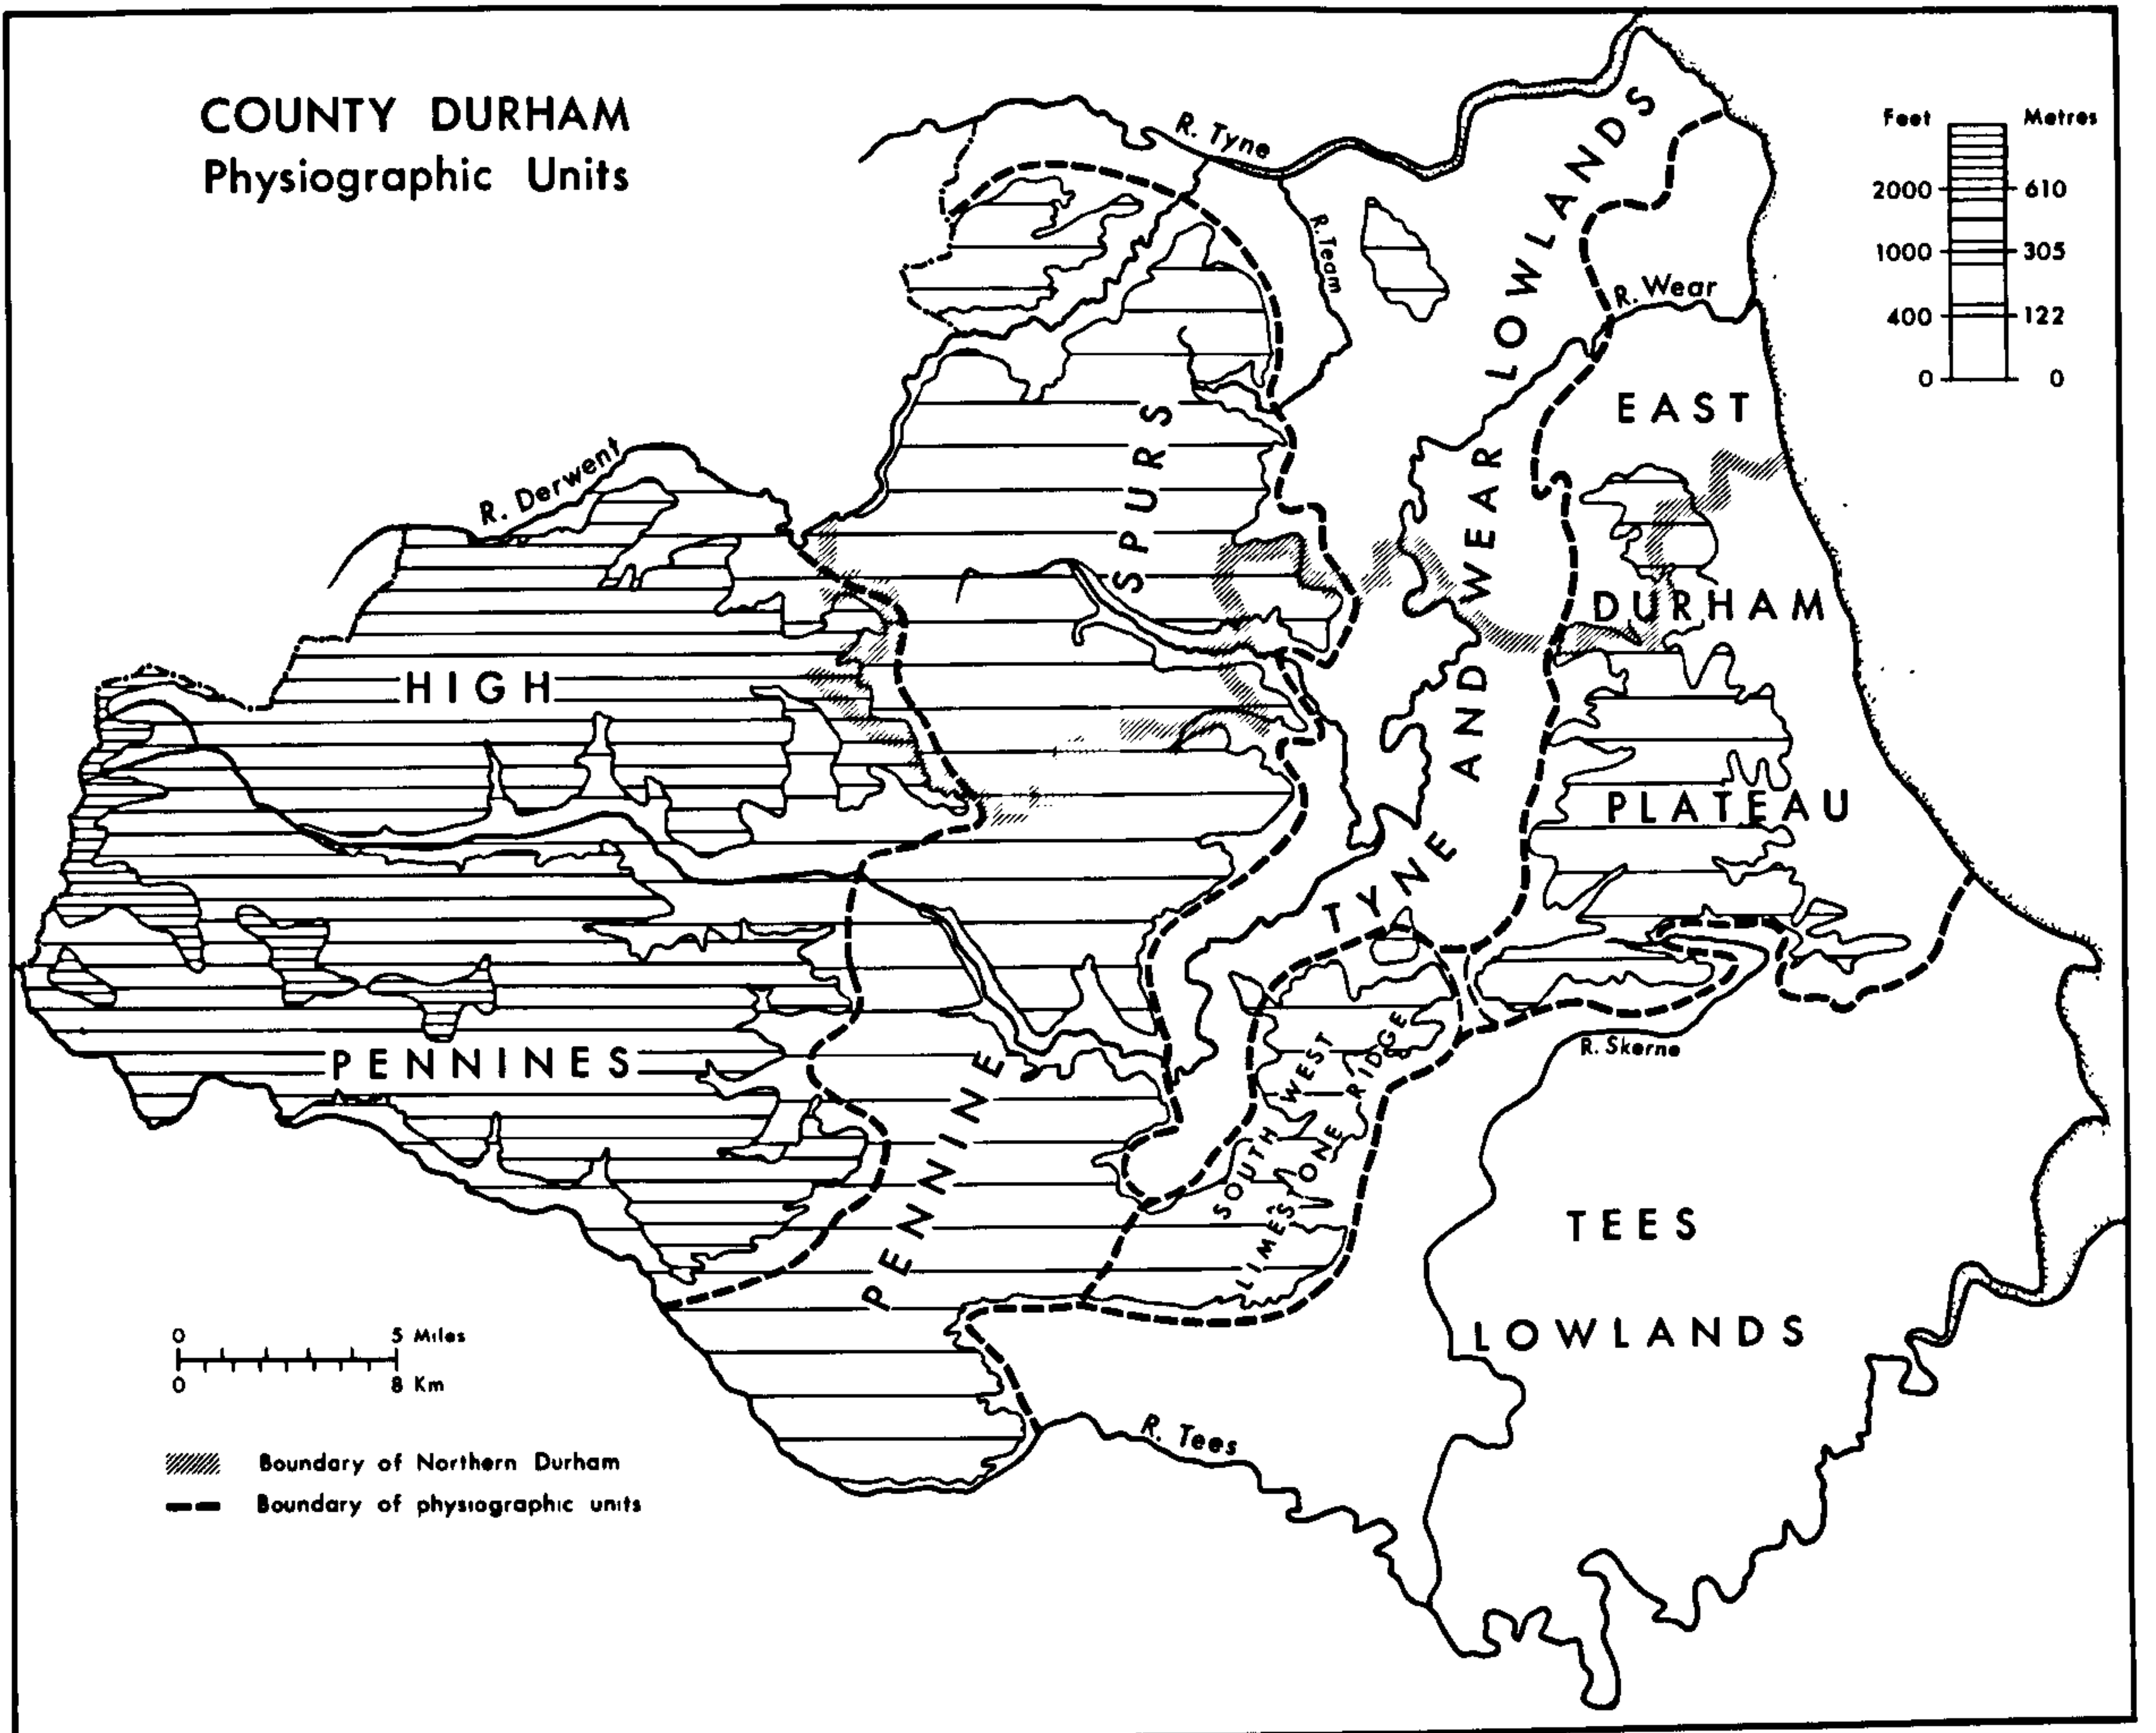 COUNTY DURHAM
Physiographic Units
Feet Metres
2000 610
1000 305
400 122
0 0
R. Tyne
R. Team
R. Wear
R. Derwent
TYNE AND WEAR LOWLANDS
EAST
DURHAM
PLATEAU
HIGH
PENNINES
PENNINE SPURS
SOUTH WEST
LIMESTONE RIDGE
R. Skerne
TEES
LOWLANDS
R. Tees
0 5 Miles
0 8 Km
Boundary of Northern Durham
Boundary of physiographic units